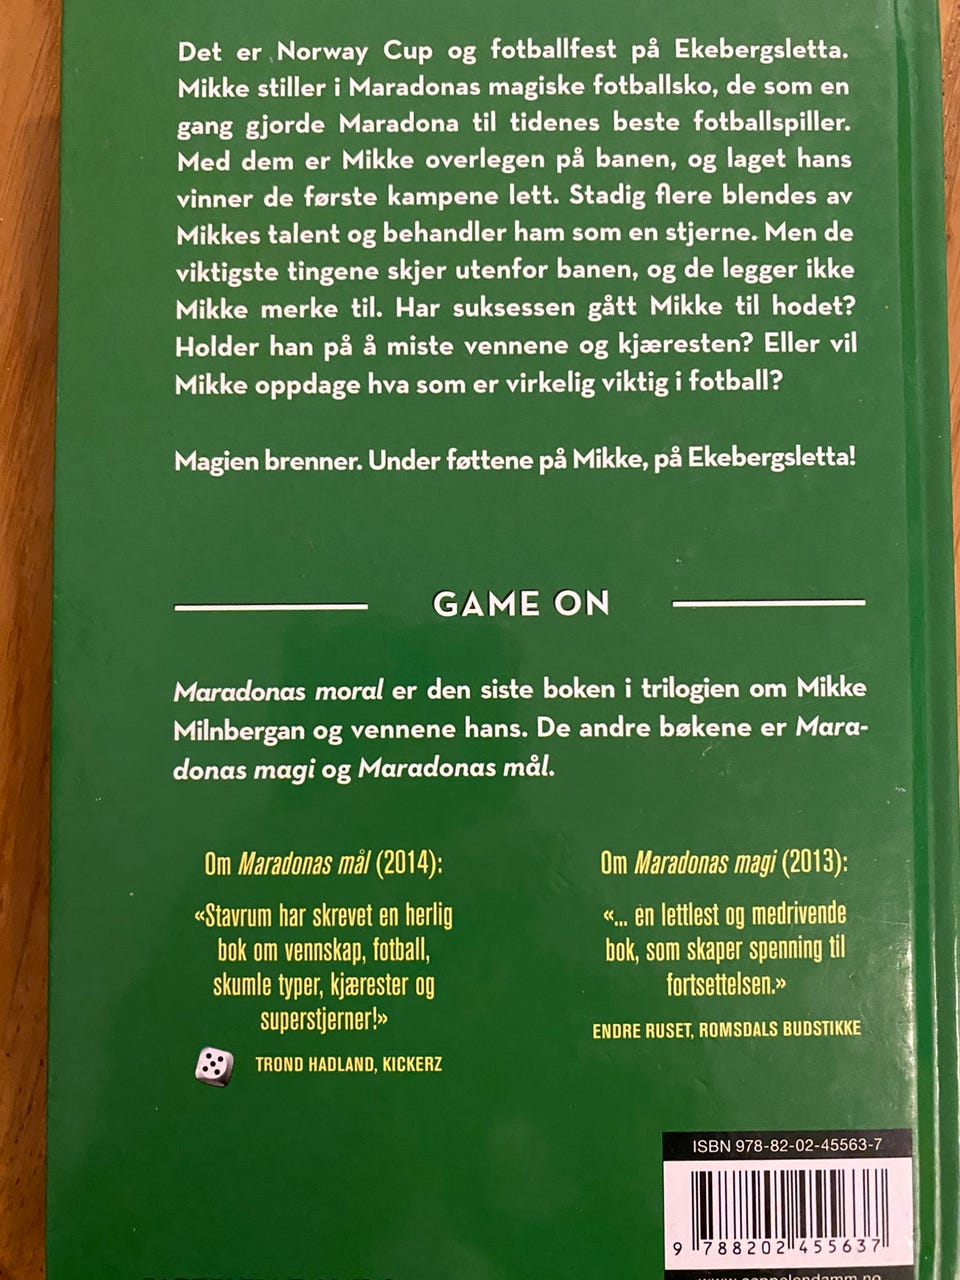 Det er Norway Cup og fotballfest på Ekebergsletta.
Mikke stiller i Maradonas magiske fotballsko, de som en
gang gjorde Maradona til tidenes beste fotballspiller.
Med dem er Mikke overlegen på banen, og laget hans
vinner de første kampene lett. Stadig flere blendes av
Mikkes talent og behandler ham som en stjerne. Men de
viktigste tingene skjer utenfor banen, og de legger ikke
Mikke merke til. Har suksessen gått Mikke til hodet?
Holder han på å miste vennene og kjæresten? Eller vil
Mikke oppdage hva som er virkelig viktig i fotball?
Magien brenner. Under føttene på Mikke, på Ekebergsletta!
GAME ON
Maradonas moral er den siste boken i trilogien om Mikke
Milnbergan og vennene hans. De andre bøkene er Mara-
donas magi og Maradonas mål.
Om Maradonas mål (2014):
«Stavrum har skrevet en herlig
bok om vennskap, fotball,
skumle typer, kjærester og
superstjerner!»
TROND HADLAND, KICKERZ
Om Maradonas magi (2013):
«... en lettlest og medrivende
bok, som skaper spenning til
fortsettelsen.»
ENDRE RUSET, ROMSDALS BUDSTIKKE
ISBN 978-82-02-45563-7
9 788202 455637
www.cappelendamm.no